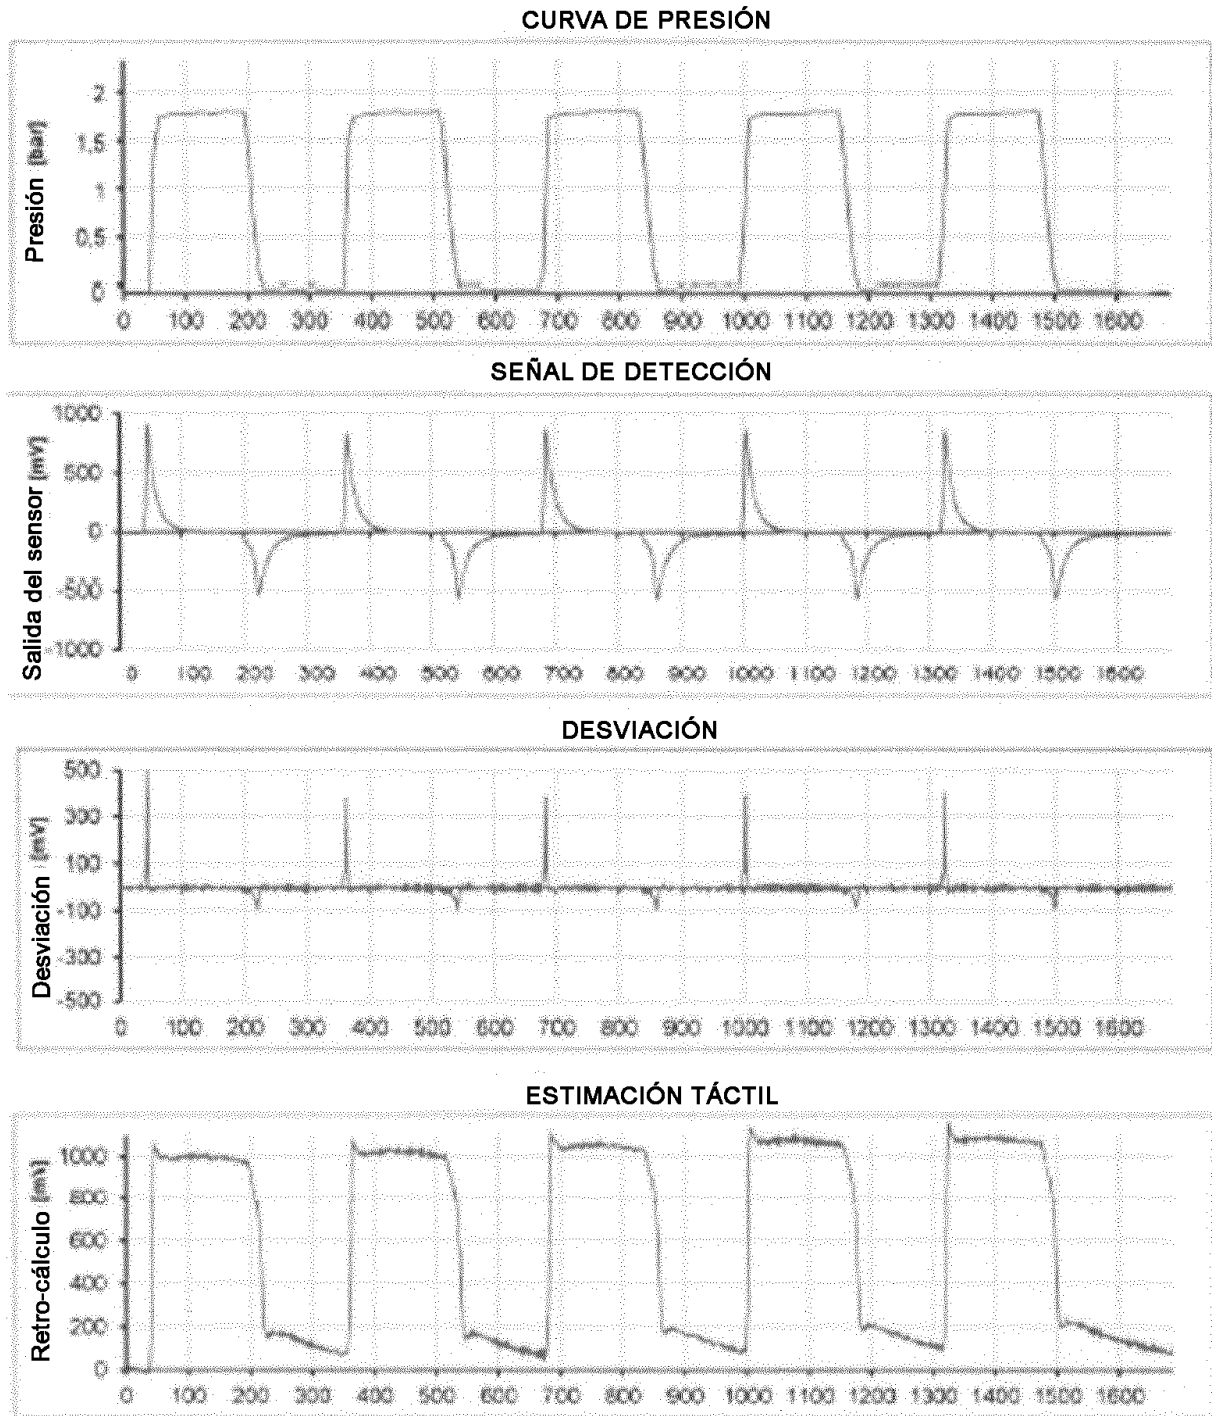 CURVA DE PRESIÓN
Presión [bar]
2
1,5
1
0.5
0
0 100 200 300 400 500 600 700 800 900 1000 1100 1200 1300 1400 1500 1600
SEÑAL DE DETECCIÓN
Salida del sensor [mV]
1000
500
0
-500
-1000
0 100 200 300 400 500 600 700 800 900 1000 1100 1200 1300 1400 1500 1600
DESVIACIÓN
Desviación [mV]
500
300
100
-100
-300
-500
0 100 200 300 400 500 600 700 800 900 1000 1100 1200 1300 1400 1500 1600
ESTIMACIÓN TÁCTIL
Retro-cálculo [mV]
1000
800
600
400
200
0
0 100 200 300 400 500 600 700 800 900 1000 1100 1200 1300 1400 1500 1600